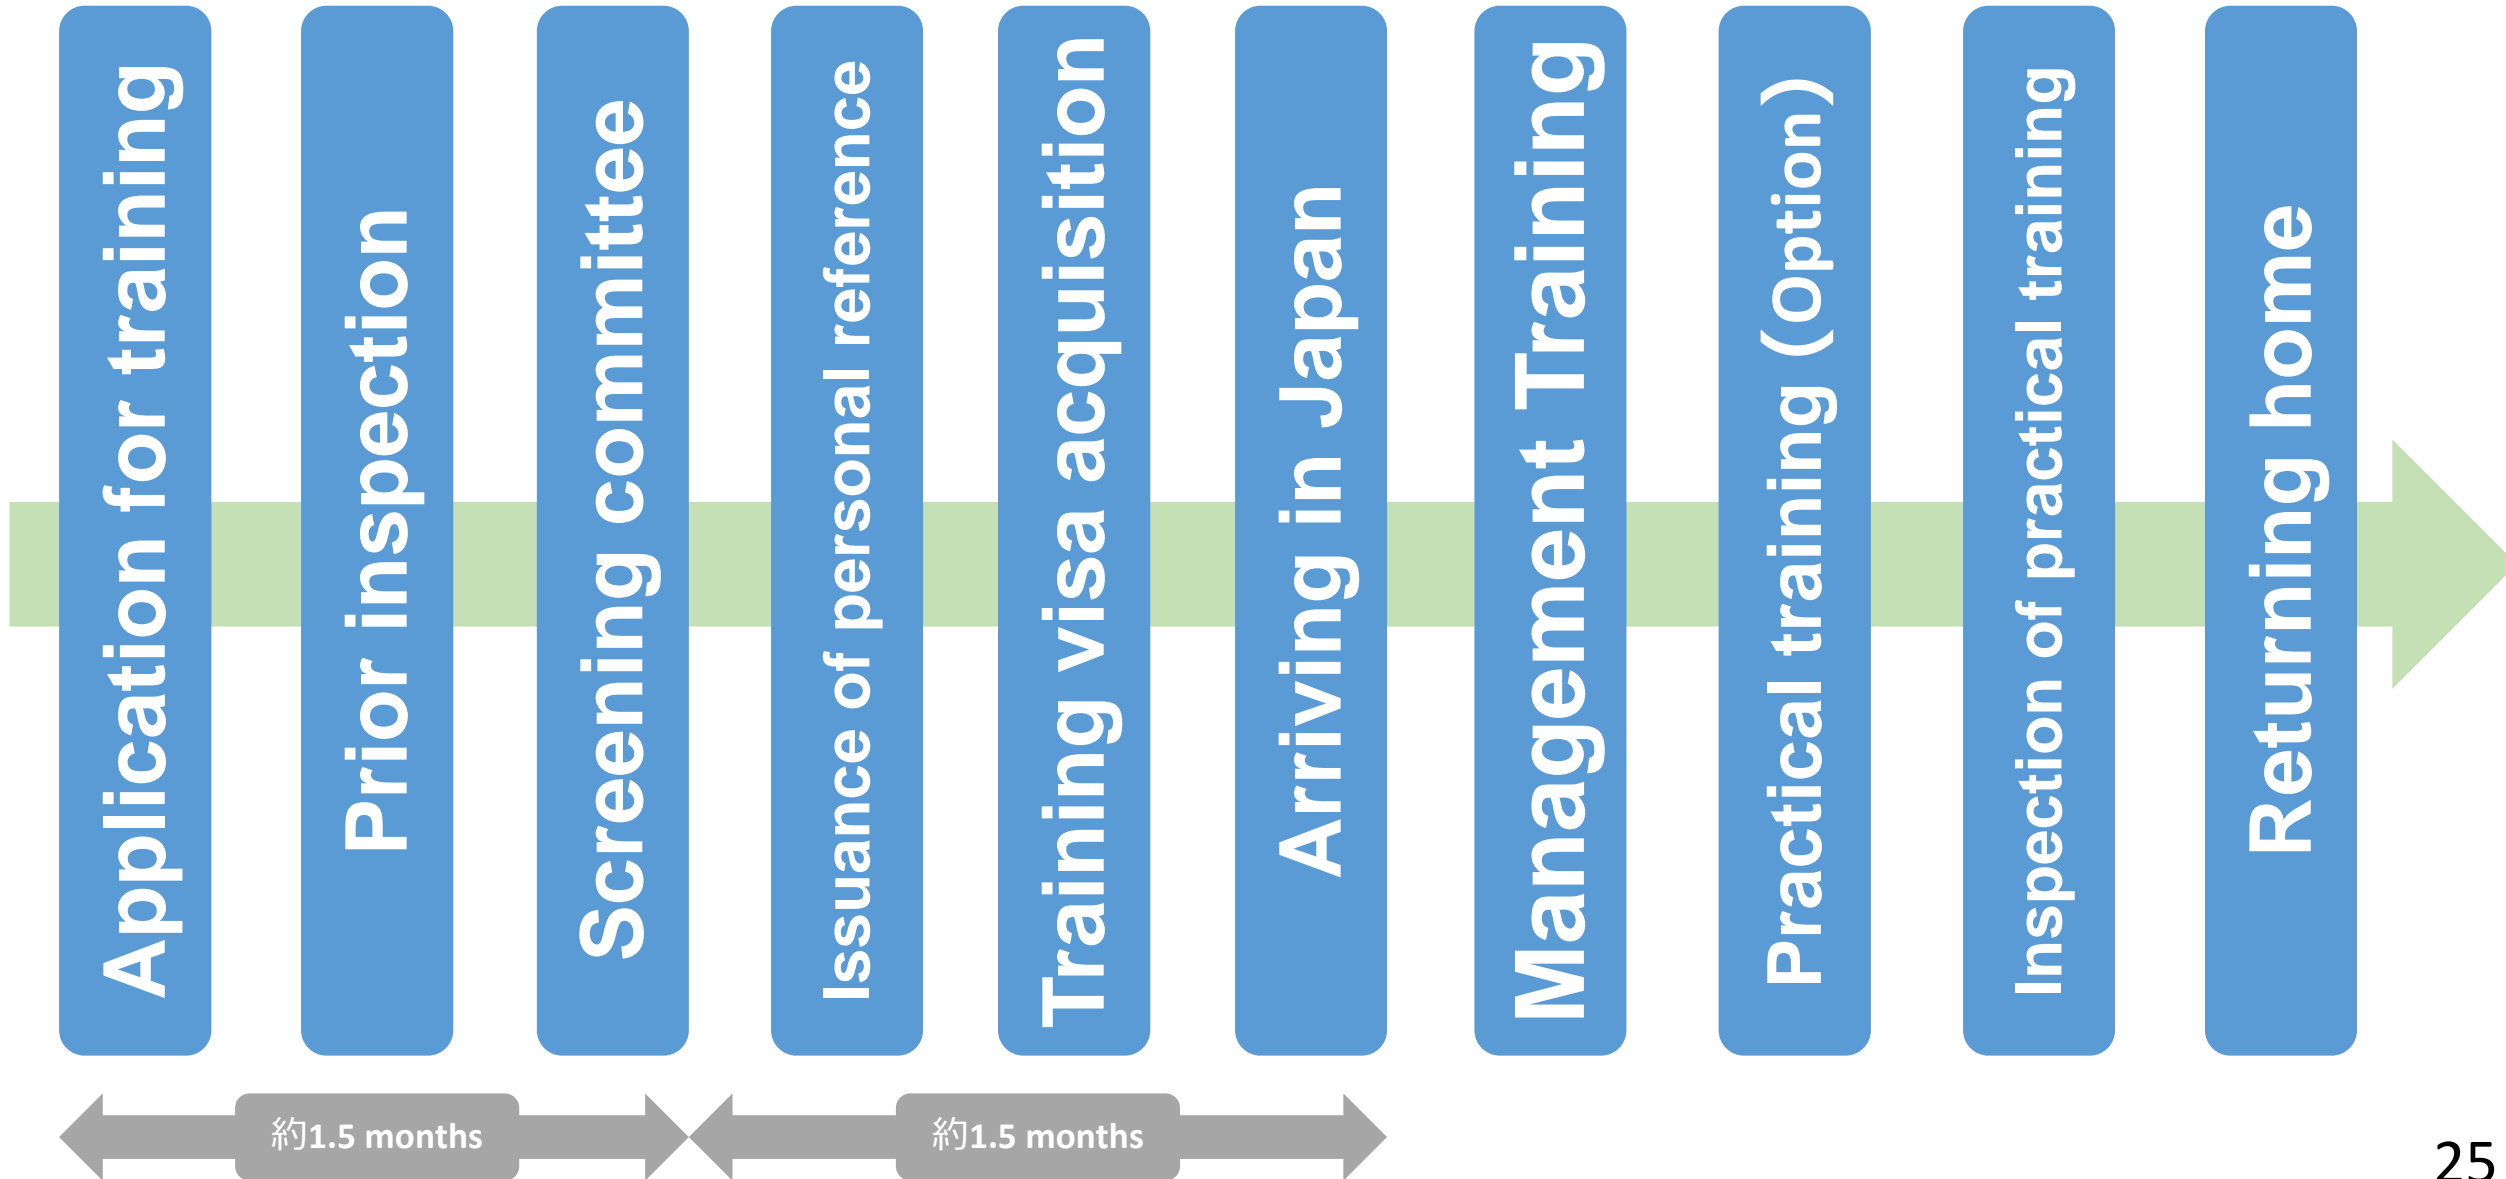 Application for training
Prior inspection
Screening committee
Issuance of personal reference
Training visa acquisition
Arriving in Japan
Management Training
Practical training (Option)
Inspection of practical training
Returning home
約1.5 months
約1.5 months
25